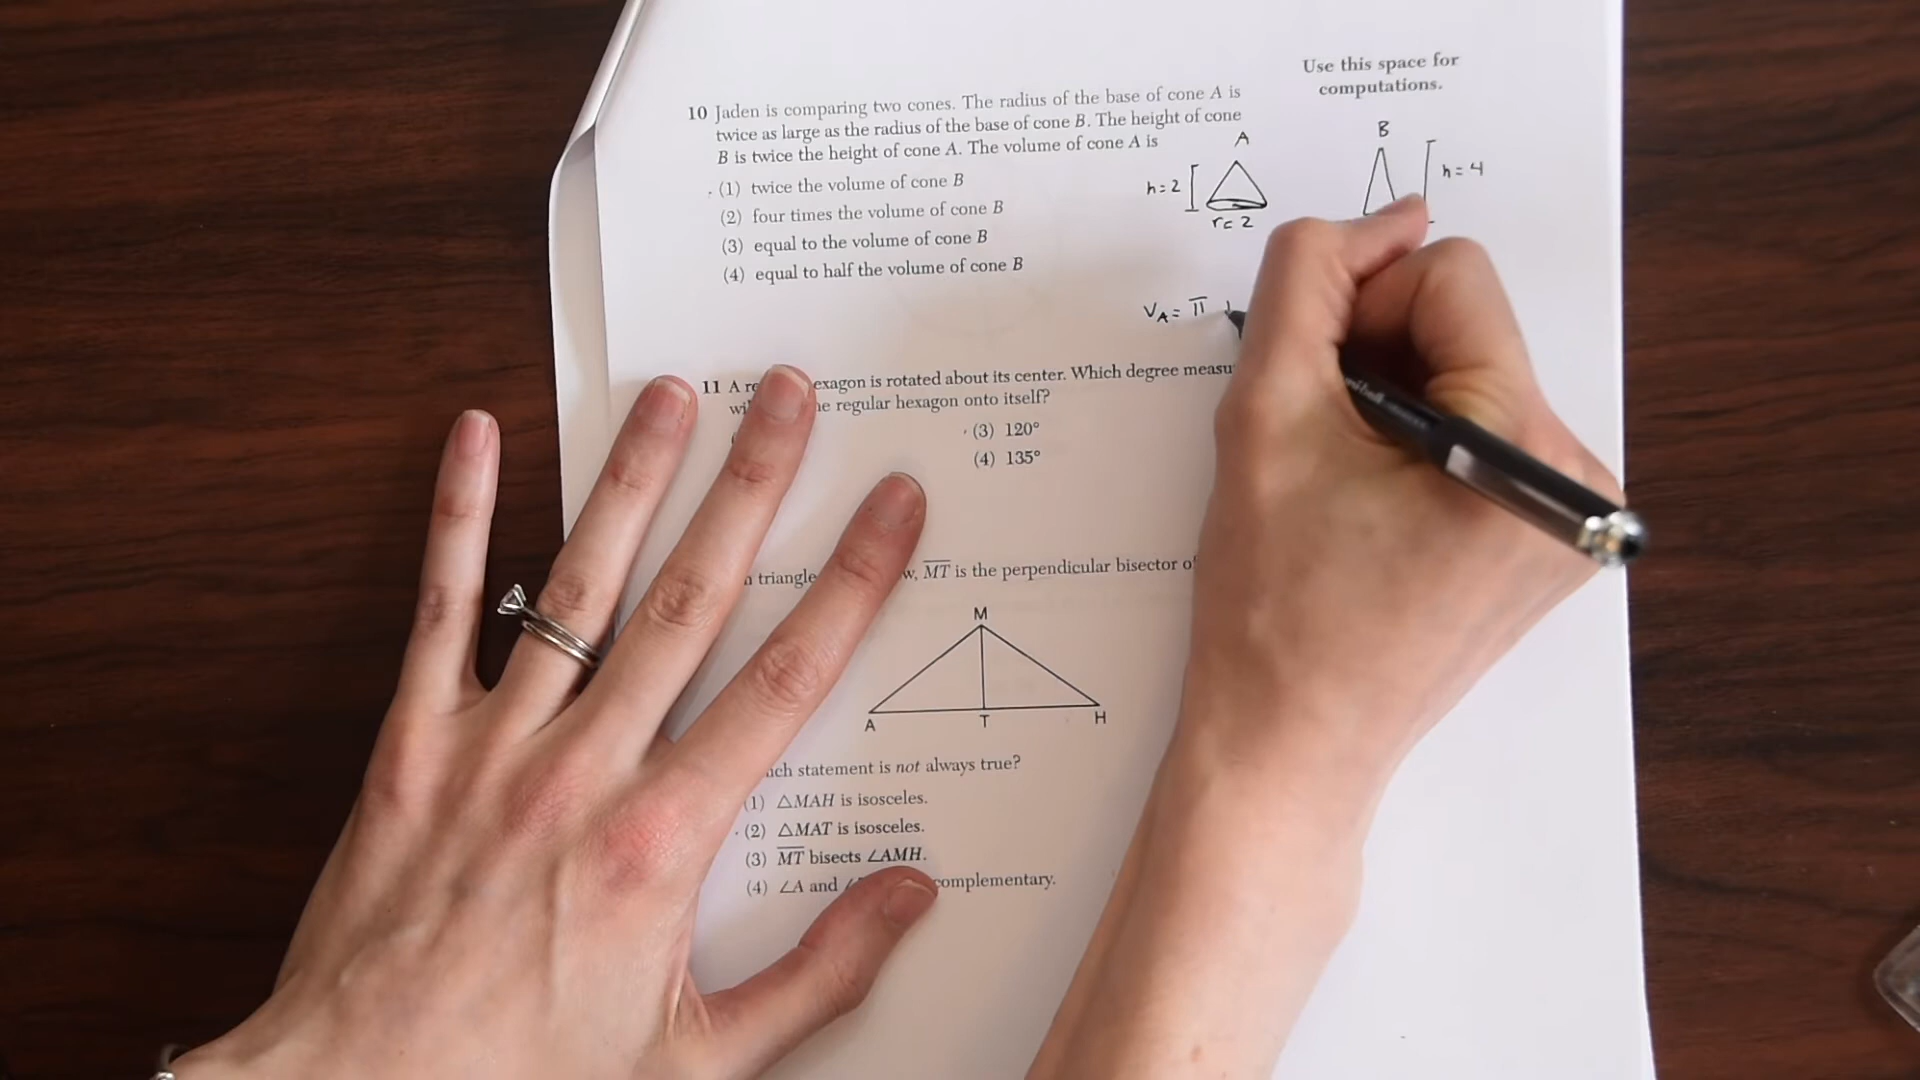 Use this space for
computations.
10 Jaden is comparing two cones. The radius of the base of cone A is
twice as large as the radius of the base of cone B. The height of cone
B is twice the height of cone A. The volume of cone A is
(1) twice the volume of cone B
(2) four times the volume of cone B
(3) equal to the volume of cone B
(4) equal to half the volume of cone B
A
h=2
r=2
B
h=4
VA= π
11 A exagon is rotated about its center. Which degree
regular hexagon onto itself?
(3) 120°
(4) 135°
triangle MT is the perpendicular bisector
M
A
T
H
statement is not always true?
(1) △MAH is isosceles.
(2) △MAT is isosceles.
(3) MT bisects ∠AMH.
(4) ∠A and complementary.